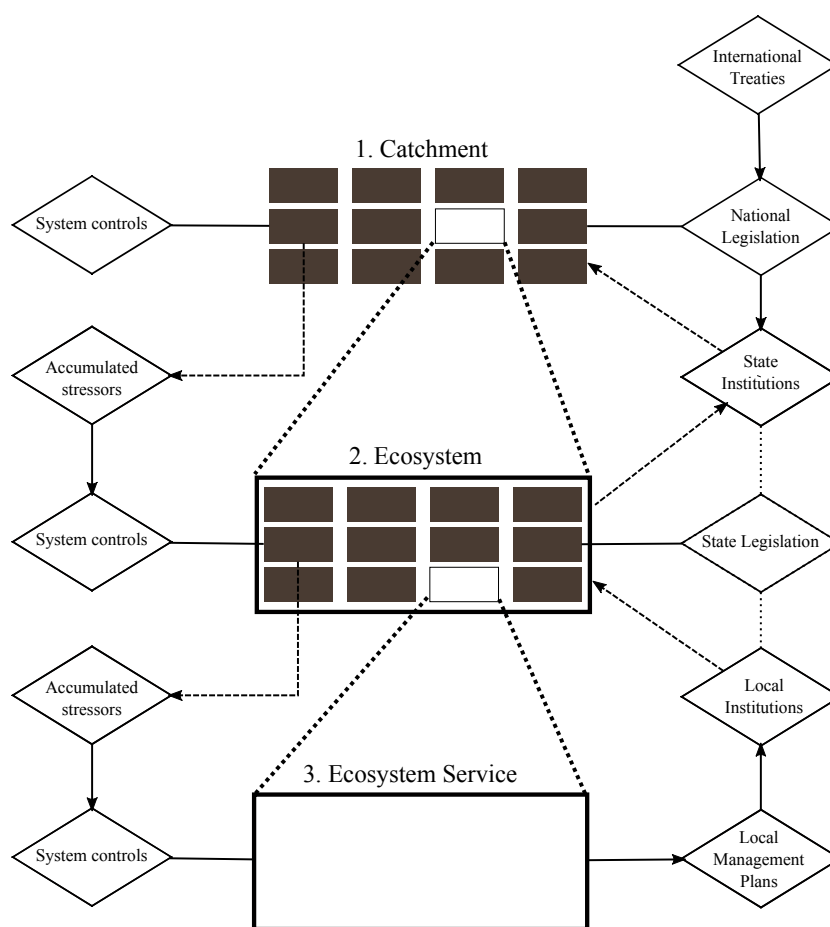 International
Treaties
1. Catchment
System controls
National
Legislation
Accumulated
stressors
State
Institutions
2. Ecosystem
System controls
State Legislation
Accumulated
stressors
Local
Institutions
3. Ecosystem Service
System controls
Local
Management
Plans